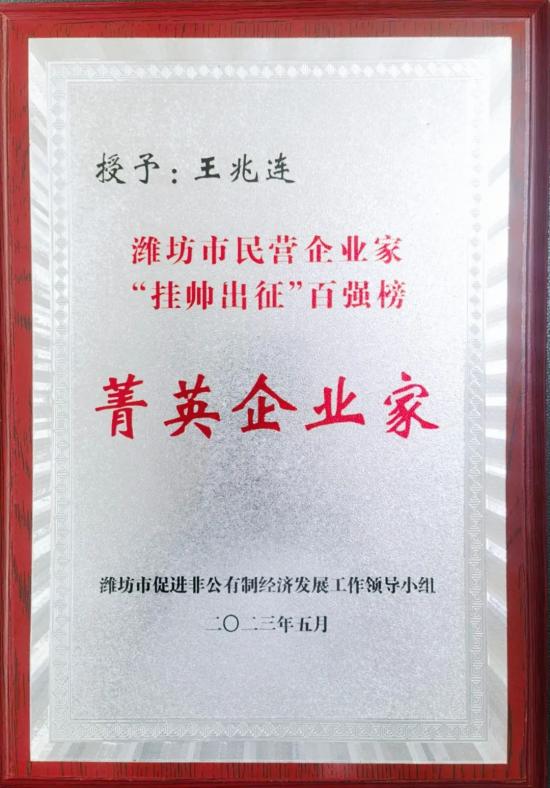 授予：王兆连
潍坊市民营企业家
“挂帅出征”百强榜
菁英企业家
潍坊市促进非公有制经济发展工作领导小组
二〇二三年五月